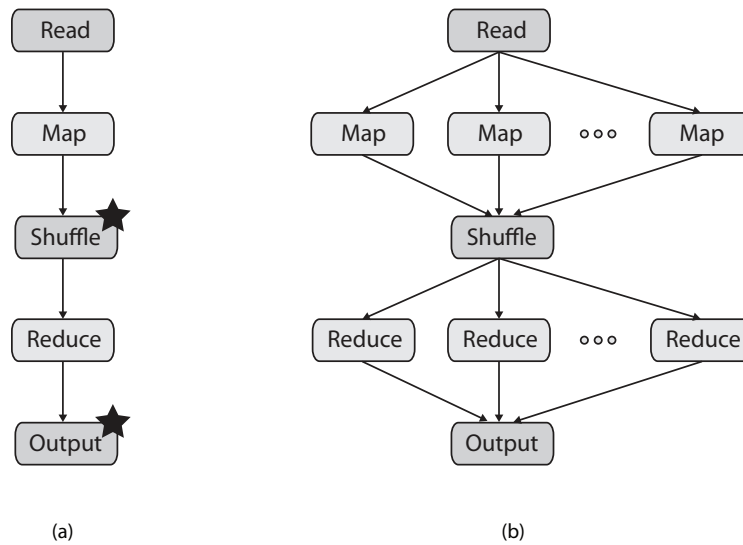 Read
Map
Shuffle
Reduce
Output
(a)
Read
Map Map Map
Shuffle
Reduce Reduce Reduce
Output
(b)